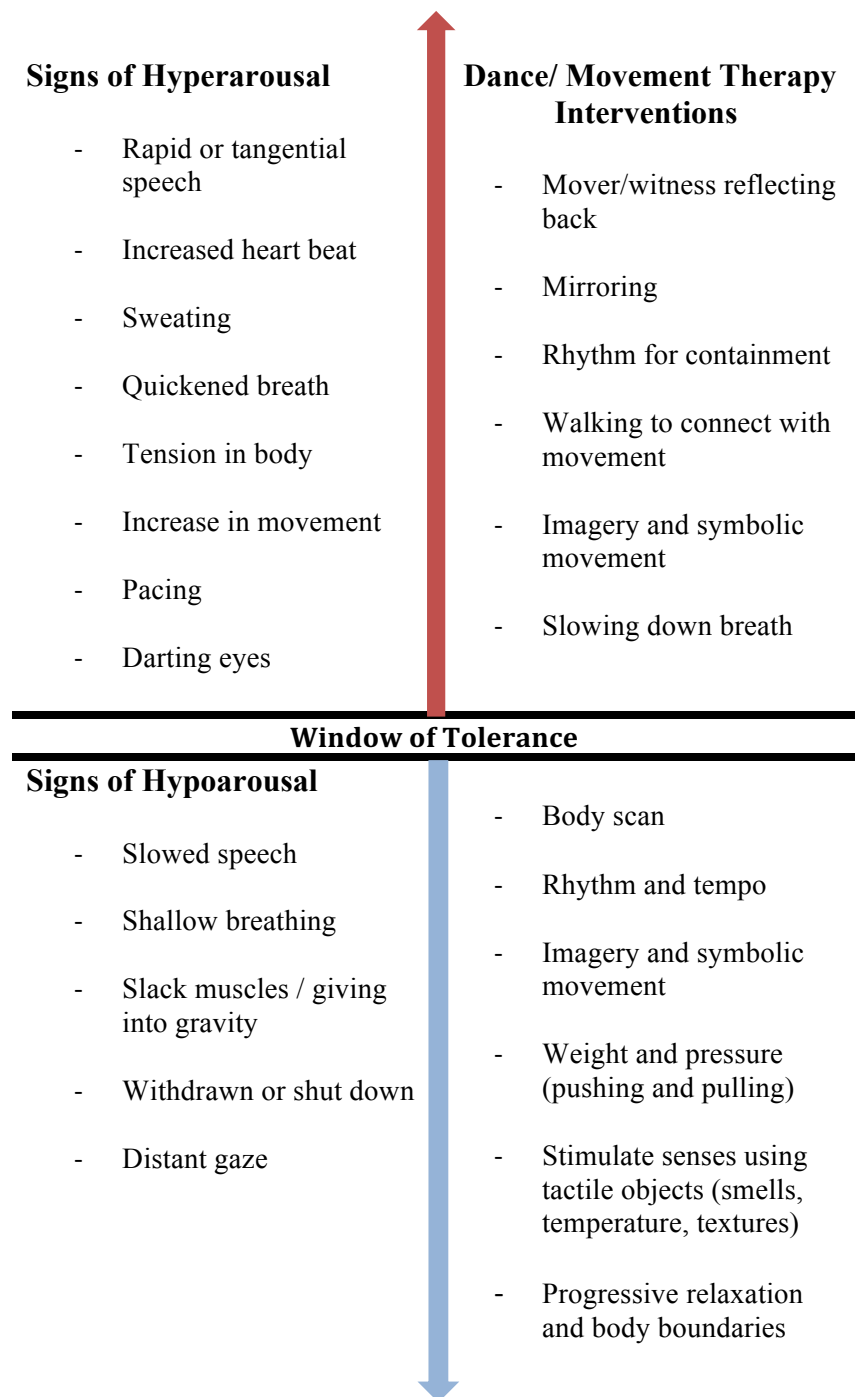 Signs of Hyperarousal
- Rapid or tangential
speech
- Increased heart beat
- Sweating
- Quickened breath
- Tension in body
- Increase in movement
- Pacing
- Darting eyes
Dance/ Movement Therapy
Interventions
- Mover/witness reflecting
back
- Mirroring
- Rhythm for containment
- Walking to connect with
movement
- Imagery and symbolic
movement
- Slowing down breath
Window of Tolerance
Signs of Hypoarousal
- Slowed speech
- Shallow breathing
- Slack muscles / giving
into gravity
- Withdrawn or shut down
- Distant gaze
- Body scan
- Rhythm and tempo
- Imagery and symbolic
movement
- Weight and pressure
(pushing and pulling)
- Stimulate senses using
tactile objects (smells,
temperature, textures)
- Progressive relaxation
and body boundaries